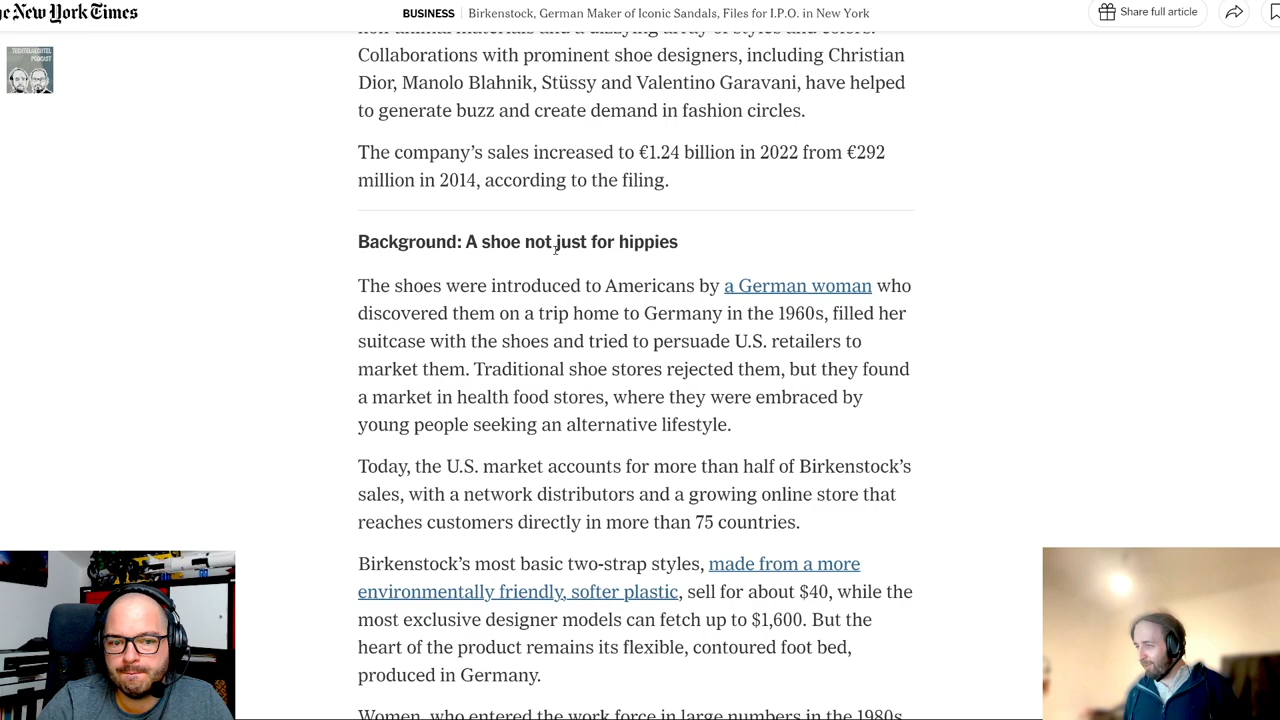 he New York Times
BUSINESS
Birkenstock, German Maker of Iconic Sandals, Files for I.P.O. in New York
Share full article
TECHTELMECHTEL
PODCAST
non-animal materials and a dizzying array of styles and colors.
Collaborations with prominent shoe designers, including Christian
Dior, Manolo Blahnik, Stüssy and Valentino Garavani, have helped
to generate buzz and create demand in fashion circles.
The company’s sales increased to €1.24 billion in 2022 from €292
million in 2014, according to the filing.
Background: A shoe not just for hippies
The shoes were introduced to Americans by a German woman who
discovered them on a trip home to Germany in the 1960s, filled her
suitcase with the shoes and tried to persuade U.S. retailers to
market them. Traditional shoe stores rejected them, but they found
a market in health food stores, where they were embraced by
young people seeking an alternative lifestyle.
Today, the U.S. market accounts for more than half of Birkenstock’s
sales, with a network distributors and a growing online store that
reaches customers directly in more than 75 countries.
Birkenstock’s most basic two-strap styles, made from a more
environmentally friendly, softer plastic, sell for about $40, while the
most exclusive designer models can fetch up to $1,600. But the
heart of the product remains its flexible, contoured foot bed,
produced in Germany.
Women, who entered the work force in large numbers in the 1980s,